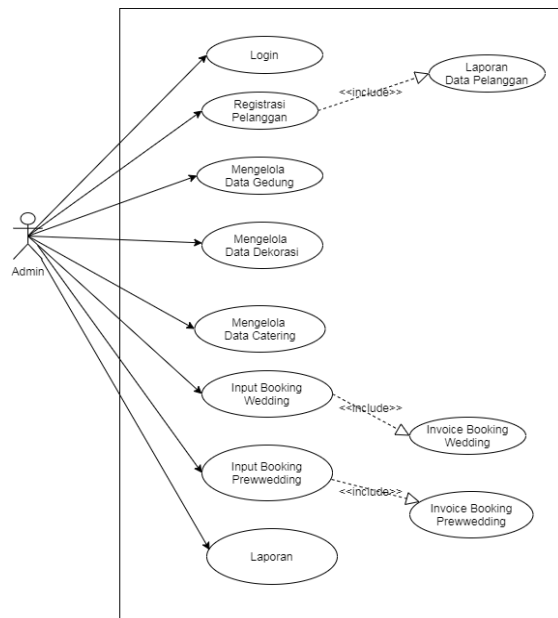 Login
Registrasi
Pelanggan
<<include>>
Laporan
Data Pelanggan
Mengelola
Data Gedung
Admin
Mengelola
Data Dekorasi
Mengelola
Data Catering
Input Booking
Wedding
<<include>>
Invoice Booking
Wedding
Input Booking
Prewwedding
<<include>>
Invoice Booking
Prewwedding
Laporan